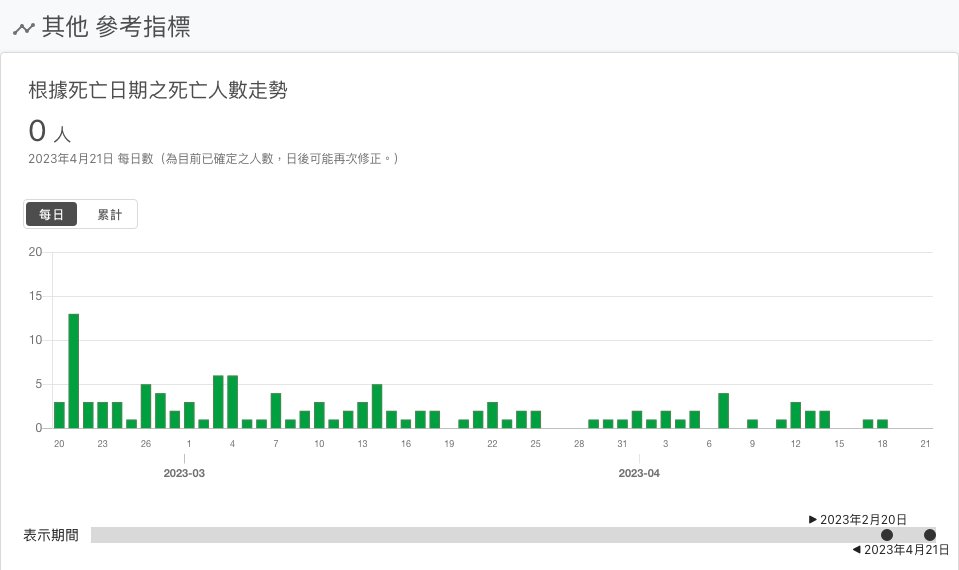 其他 參考指標
根據死亡日期之死亡人數走勢
0 人
2023年4月21日 每日數（為目前已確定之人數，日後可能再次修正。）
每日 累計
20
15
10
5
0
20 23 26 1 4 7 10 13 16 19 22 25 28 31 3 6 9 12 15 18 21
2023-03 2023-04
▶ 2023年2月20日
表示期間
◀ 2023年4月21日